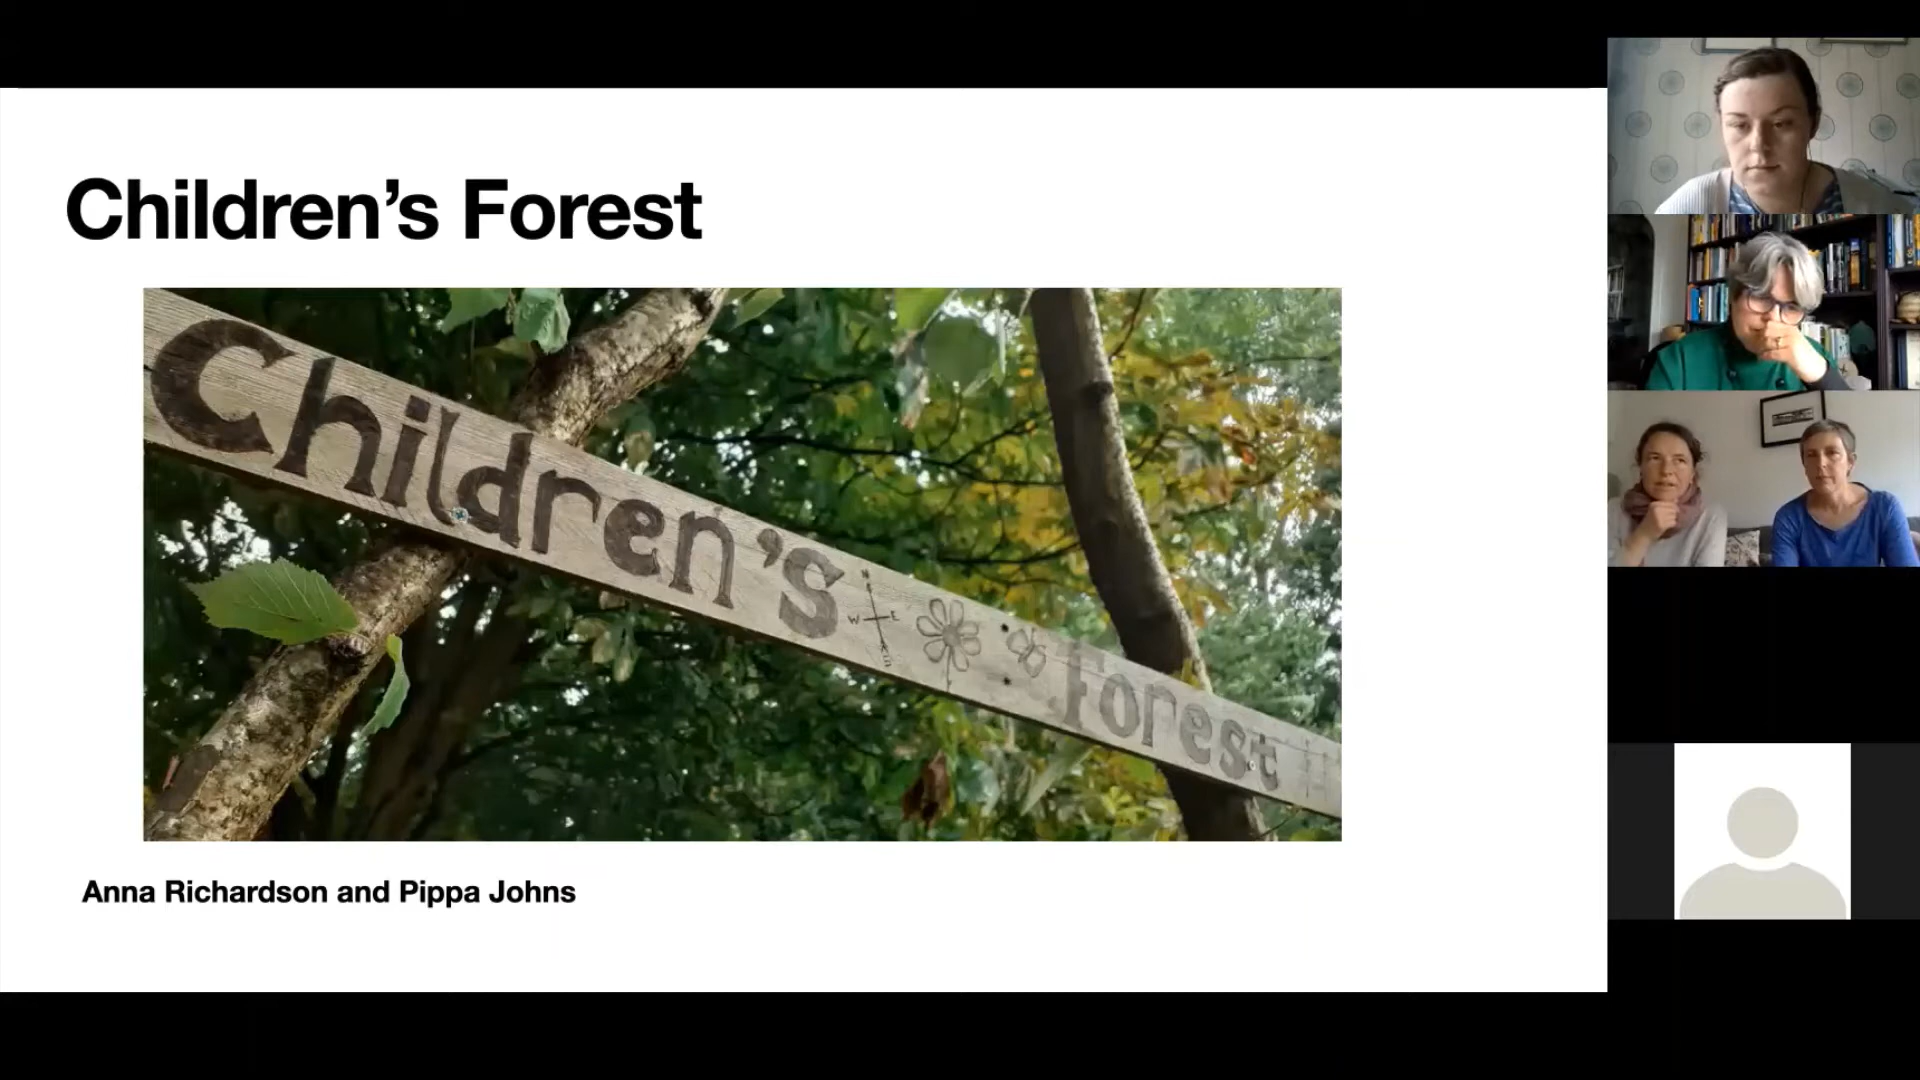 Children's Forest
Children's
N
W E
S
Forest
Anna Richardson and Pippa Johns